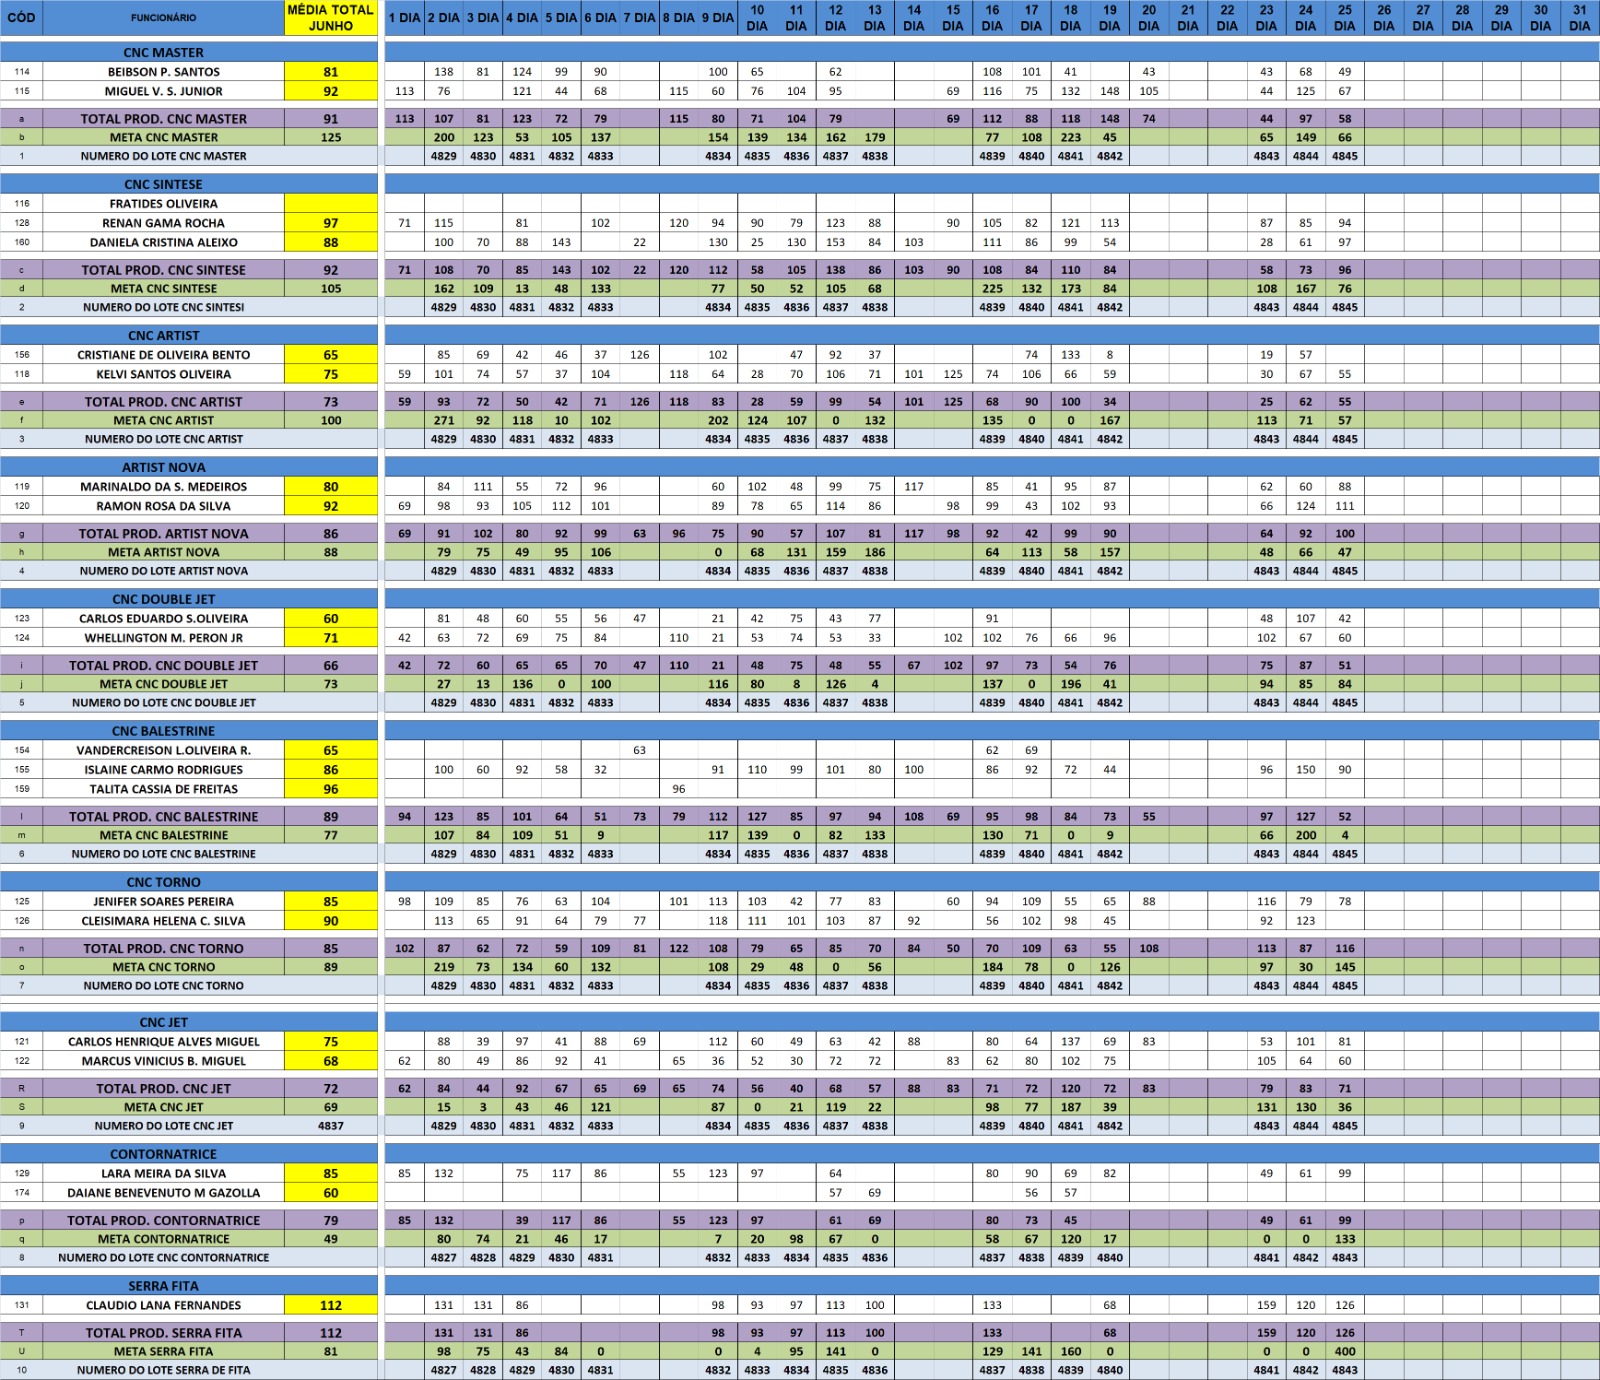 CÓD FUNCIONÁRIO MÉDIA TOTAL JUNHO 1 DIA 2 DIA 3 DIA 4 DIA 5 DIA 6 DIA 7 DIA 8 DIA 9 DIA 10 DIA 11 DIA 12 DIA 13 DIA 14 DIA 15 DIA 16 DIA 17 DIA 18 DIA 19 DIA 20 DIA 21 DIA 22 DIA 23 DIA 24 DIA 25 DIA 26 DIA 27 DIA 28 DIA 29 DIA 30 DIA 31 DIA
CNC MASTER
114 BEIBSON P. SANTOS 81 138 81 124 99 90 100 65 62 108 101 41 43 43 68 49
115 MIGUEL V. S. JUNIOR 92 113 76 121 44 68 115 60 76 104 95 69 116 75 132 148 105 44 125 67
a TOTAL PROD. CNC MASTER 91 113 107 81 123 72 79 115 80 71 104 79 69 112 88 118 148 74 44 97 58
b META CNC MASTER 125 200 123 53 105 137 154 139 134 162 179 77 108 223 45 65 149 66
1 NUMERO DO LOTE CNC MASTER 4829 4830 4831 4832 4833 4834 4835 4836 4837 4838 4839 4840 4841 4842 4843 4844 4845
CNC SINTESE
116 FRATIDES OLIVEIRA
128 RENAN GAMA ROCHA 97 71 115 81 102 120 94 90 79 123 88 90 105 82 121 113 87 85 94
160 DANIELA CRISTINA ALEIXO 88 100 70 88 143 22 130 25 130 153 84 103 111 86 99 54 28 61 97
c TOTAL PROD. CNC SINTESE 92 71 108 70 85 143 102 22 120 112 58 105 138 86 103 90 108 84 110 84 58 73 96
d META CNC SINTESE 105 162 109 13 48 133 77 50 52 105 68 225 132 173 84 108 167 76
2 NUMERO DO LOTE CNC SINTESI 4829 4830 4831 4832 4833 4834 4835 4836 4837 4838 4839 4840 4841 4842 4843 4844 4845
CNC ARTIST
156 CRISTIANE DE OLIVEIRA BENTO 65 85 69 42 46 37 126 102 47 92 37 74 133 8 19 57
118 KELVI SANTOS OLIVEIRA 75 59 101 74 57 37 104 118 64 28 70 106 71 101 125 74 106 66 59 30 67 55
e TOTAL PROD. CNC ARTIST 73 59 93 72 50 42 71 126 118 83 28 59 99 54 101 125 68 90 100 34 25 62 55
f META CNC ARTIST 100 271 92 118 10 102 202 124 107 0 132 135 0 0 167 113 71 57
3 NUMERO DO LOTE CNC ARTIST 4829 4830 4831 4832 4833 4834 4835 4836 4837 4838 4839 4840 4841 4842 4843 4844 4845
ARTIST NOVA
119 MARINALDO DA S. MEDEIROS 80 84 111 55 72 96 60 102 48 99 75 117 85 41 95 87 62 60 88
120 RAMON ROSA DA SILVA 92 69 98 93 105 112 101 89 78 65 114 86 98 99 43 102 93 66 124 111
g TOTAL PROD. ARTIST NOVA 86 69 91 102 80 92 99 63 96 75 90 57 107 81 117 98 92 42 99 90 64 92 100
h META ARTIST NOVA 88 79 75 49 95 106 0 68 131 159 186 64 113 58 157 48 66 47
4 NUMERO DO LOTE ARTIST NOVA 4829 4830 4831 4832 4833 4834 4835 4836 4837 4838 4839 4840 4841 4842 4843 4844 4845
CNC DOUBLE JET
123 CARLOS EDUARDO S.OLIVEIRA 60 81 48 60 55 56 47 21 42 75 43 77 91 48 107 42
124 WHELLINGTON M. PERON JR 71 42 63 72 69 75 84 110 21 53 74 53 33 102 102 76 66 96 102 67 60
i TOTAL PROD. CNC DOUBLE JET 66 42 72 60 65 65 70 47 110 21 48 75 48 55 67 102 97 73 54 76 75 87 51
j META CNC DOUBLE JET 73 27 13 136 0 100 116 80 8 126 4 137 0 196 41 94 85 84
5 NUMERO DO LOTE CNC DOUBLE JET 4829 4830 4831 4832 4833 4834 4835 4836 4837 4838 4839 4840 4841 4842 4843 4844 4845
CNC BALESTRINE
154 VANDERCREISON L.OLIVEIRA R. 65 63 62 69
155 ISLAINE CARMO RODRIGUES 86 100 60 92 58 32 91 110 99 101 80 100 86 92 72 44 96 150 90
159 TALITA CASSIA DE FREITAS 96 96
l TOTAL PROD. CNC BALESTRINE 89 94 123 85 101 64 51 73 79 112 127 85 97 94 108 69 95 98 84 73 55 97 127 52
m META CNC BALESTRINE 77 107 84 109 51 9 117 139 0 82 133 130 71 0 9 66 200 4
6 NUMERO DO LOTE CNC BALESTRINE 4829 4830 4831 4832 4833 4834 4835 4836 4837 4838 4839 4840 4841 4842 4843 4844 4845
CNC TORNO
125 JENIFER SOARES PEREIRA 85 98 109 85 76 63 104 101 113 103 42 77 83 60 94 109 55 65 88 116 79 78
126 CLEISIMARA HELENA C. SILVA 90 113 65 91 64 79 77 118 111 101 103 87 92 56 102 98 45 92 123
n TOTAL PROD. CNC TORNO 85 102 87 62 72 59 109 81 122 108 79 65 85 70 84 50 70 109 63 55 108 113 87 116
o META CNC TORNO 89 219 73 134 60 132 108 29 48 0 56 184 78 0 126 97 30 145
7 NUMERO DO LOTE CNC TORNO 4829 4830 4831 4832 4833 4834 4835 4836 4837 4838 4839 4840 4841 4842 4843 4844 4845
CNC JET
121 CARLOS HENRIQUE ALVES MIGUEL 75 88 39 97 41 88 69 112 60 49 63 42 88 80 64 137 69 83 53 101 81
122 MARCUS VINICIUS B. MIGUEL 68 62 80 49 86 92 41 65 36 52 30 72 72 83 62 80 102 75 105 64 60
R TOTAL PROD. CNC JET 72 62 84 44 92 67 65 69 65 74 56 40 68 57 88 83 71 72 120 72 83 79 83 71
S META CNC JET 69 15 3 43 46 121 87 0 21 119 22 98 77 187 39 131 130 36
9 NUMERO DO LOTE CNC JET 4837 4829 4830 4831 4832 4833 4834 4835 4836 4837 4838 4839 4840 4841 4842 4843 4844 4845
CONTORNATRICE
129 LARA MEIRA DA SILVA 85 85 132 75 117 86 55 123 97 64 80 90 69 82 49 61 99
174 DAIANE BENEVENUTO M GAZOLLA 60 57 69 56 57
p TOTAL PROD. CONTORNATRICE 79 85 132 39 117 86 55 123 97 61 69 80 73 45 49 61 99
q META CONTORNATRICE 49 80 74 21 46 17 7 20 98 67 0 58 67 120 17 0 0 133
8 NUMERO DO LOTE CNC CONTORNATRICE 4827 4828 4829 4830 4831 4832 4833 4834 4835 4836 4837 4838 4839 4840 4841 4842 4843
SERRA FITA
131 CLAUDIO LANA FERNANDES 112 131 131 86 98 93 97 113 100 133 68 159 120 126
T TOTAL PROD. SERRA FITA 112 131 131 86 98 93 97 113 100 133 68 159 120 126
U META SERRA FITA 81 98 75 43 84 0 0 4 95 141 0 129 141 160 0 0 0 400
10 NUMERO DO LOTE SERRA DE FITA 4827 4828 4829 4830 4831 4832 4833 4834 4835 4836 4837 4838 4839 4840 4841 4842 4843